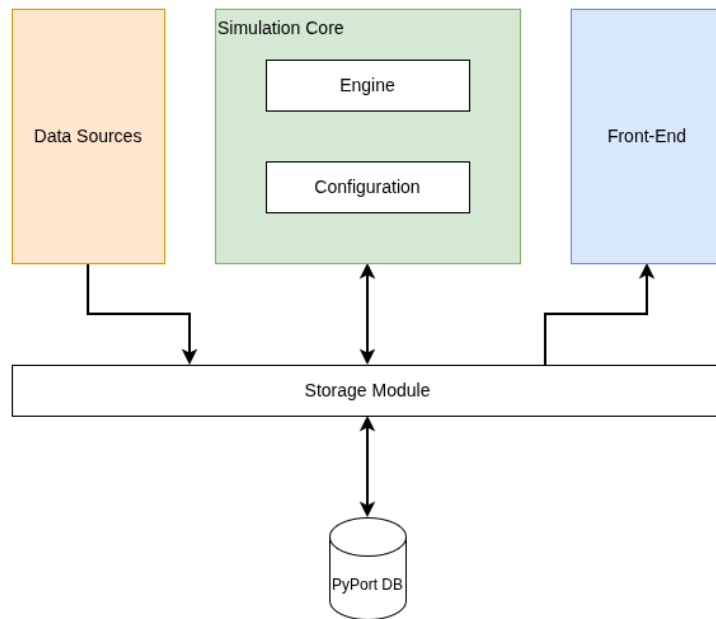 Simulation Core
Engine
Data Sources
Front-End
Configuration
Storage Module
PyPort DB